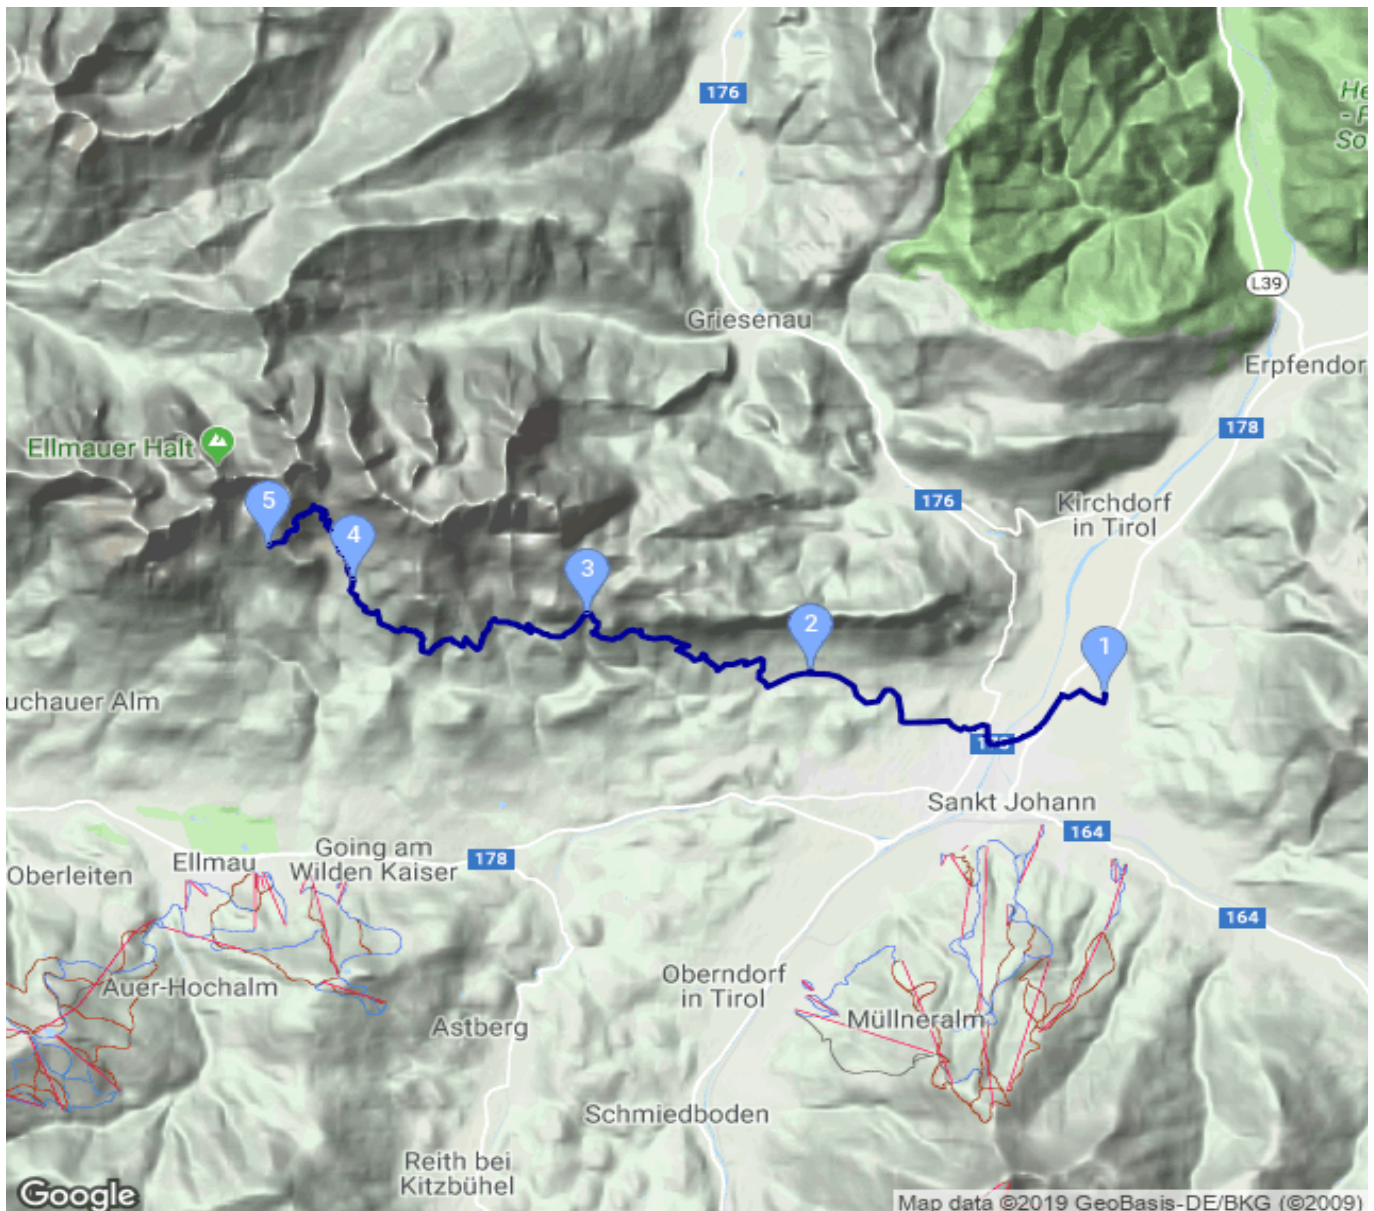 176
He
- P
So
L39
Griesenau
Erpfendor
178
Ellmauer Halt
176
Kirchdorf
in Tirol
5
4
3
2
1
uchauer Alm
Sankt Johann
164
Ellmau
Going am
Wilden Kaiser
178
Oberleiten
164
Auer-Hochalm
Oberndorf
in Tirol
Müllneralm
Astberg
Schmiedboden
Reith bei
Kitzbühel
Google
Map data ©2019 GeoBasis-DE/BKG (©2009)